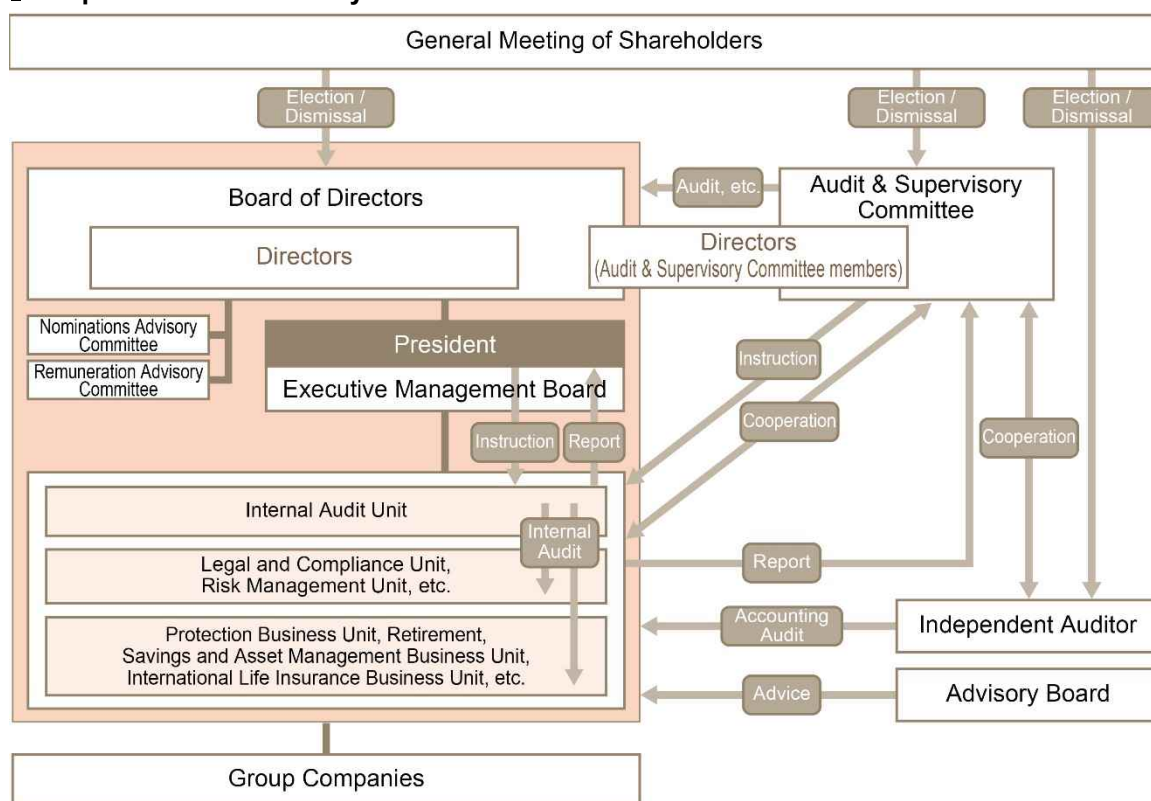 General Meeting of Shareholders
Election /
Dismissal
Election /
Dismissal
Election /
Dismissal
Board of Directors
Directors
Audit, etc.
Audit & Supervisory
Committee
Directors
(Audit & Supervisory Committee members)
Nominations Advisory
Committee
Remuneration Advisory
Committee
President
Executive Management Board
Instruction
Report
Instruction
Cooperation
Cooperation
Internal Audit Unit
Internal
Audit
Legal and Compliance Unit,
Risk Management Unit, etc.
Report
Protection Business Unit, Retirement,
Savings and Asset Management Business Unit,
International Life Insurance Business Unit, etc.
Accounting
Audit
Independent Auditor
Advice
Advisory Board
Group Companies